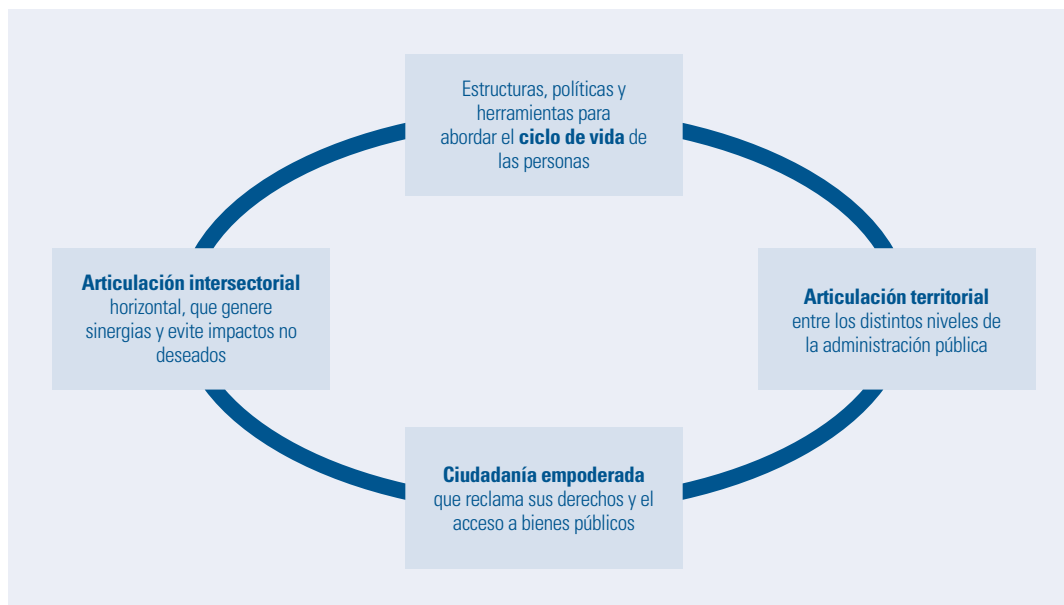 Estructuras, políticas y
herramientas para
abordar el ciclo de vida de
las personas
Articulación intersectorial
horizontal, que genere
sinergias y evite impactos no
deseados
Articulación territorial
entre los distintos niveles de
la administración pública
Ciudadanía empoderada
que reclama sus derechos y el
acceso a bienes públicos